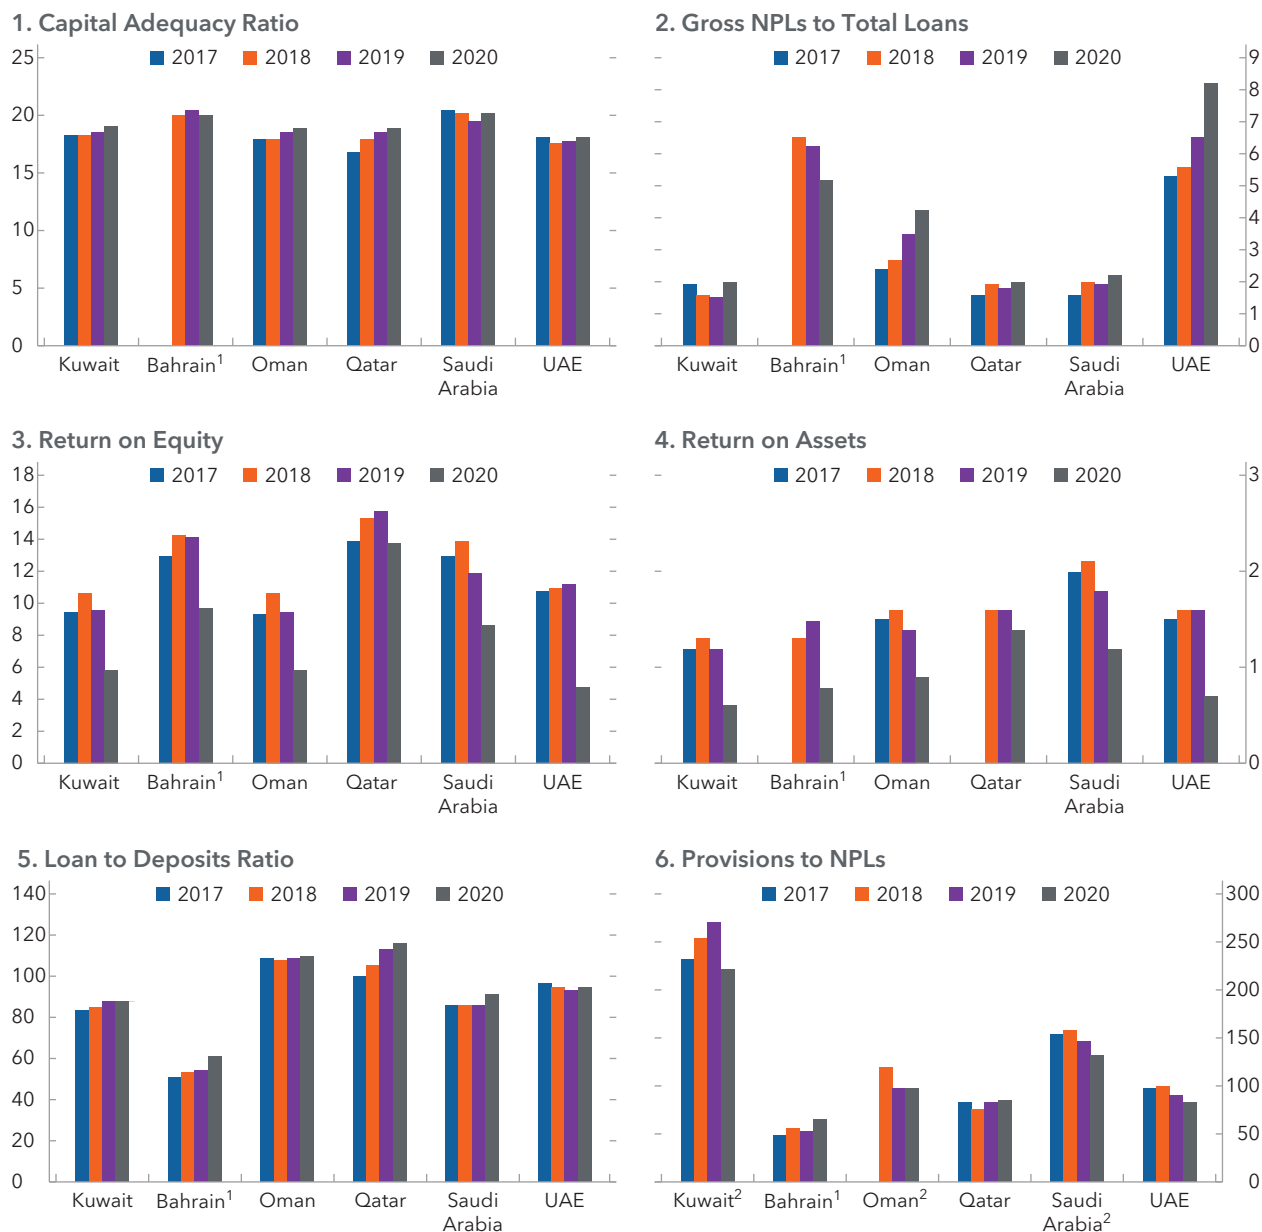 1. Capital Adequacy Ratio
2017 2018 2019 2020
25
20
15
10
5
0
Kuwait Bahrain1 Oman Qatar Saudi Arabia UAE
2. Gross NPLs to Total Loans
2017 2018 2019 2020
9
8
7
6
5
4
3
2
1
0
Kuwait Bahrain1 Oman Qatar Saudi Arabia UAE
3. Return on Equity
2017 2018 2019 2020
18
16
14
12
10
8
6
4
2
0
Kuwait Bahrain1 Oman Qatar Saudi Arabia UAE
4. Return on Assets
2017 2018 2019 2020
3
2
1
0
Kuwait Bahrain1 Oman Qatar Saudi Arabia UAE
5. Loan to Deposits Ratio
2017 2018 2019 2020
140
120
100
80
60
40
20
0
Kuwait Bahrain1 Oman Qatar Saudi Arabia UAE
6. Provisions to NPLs
2017 2018 2019 2020
300
250
200
150
100
50
0
Kuwait2 Bahrain1 Oman2 Qatar Saudi Arabia2 UAE